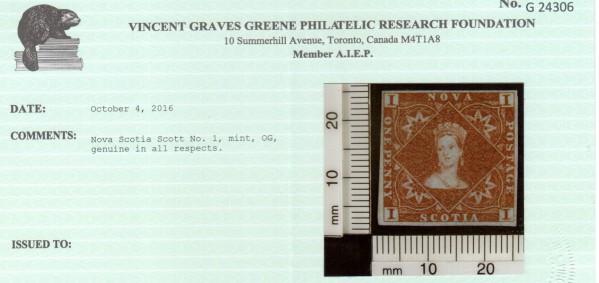 No. G 24306
VINCENT GRAVES GREENE PHILATELIC RESEARCH FOUNDATION
10 Summerhill Avenue, Toronto, Canada M4T1A8
Member A.I.E.P.
DATE: October 4, 2016
COMMENTS: Nova Scotia Scott No. 1, mint, OG,
genuine in all respects.
ISSUED TO:
20
10
mm
1 NOVA 1
ONE PENNY
POSTAGE
1 SCOTIA 1
mm 10 20